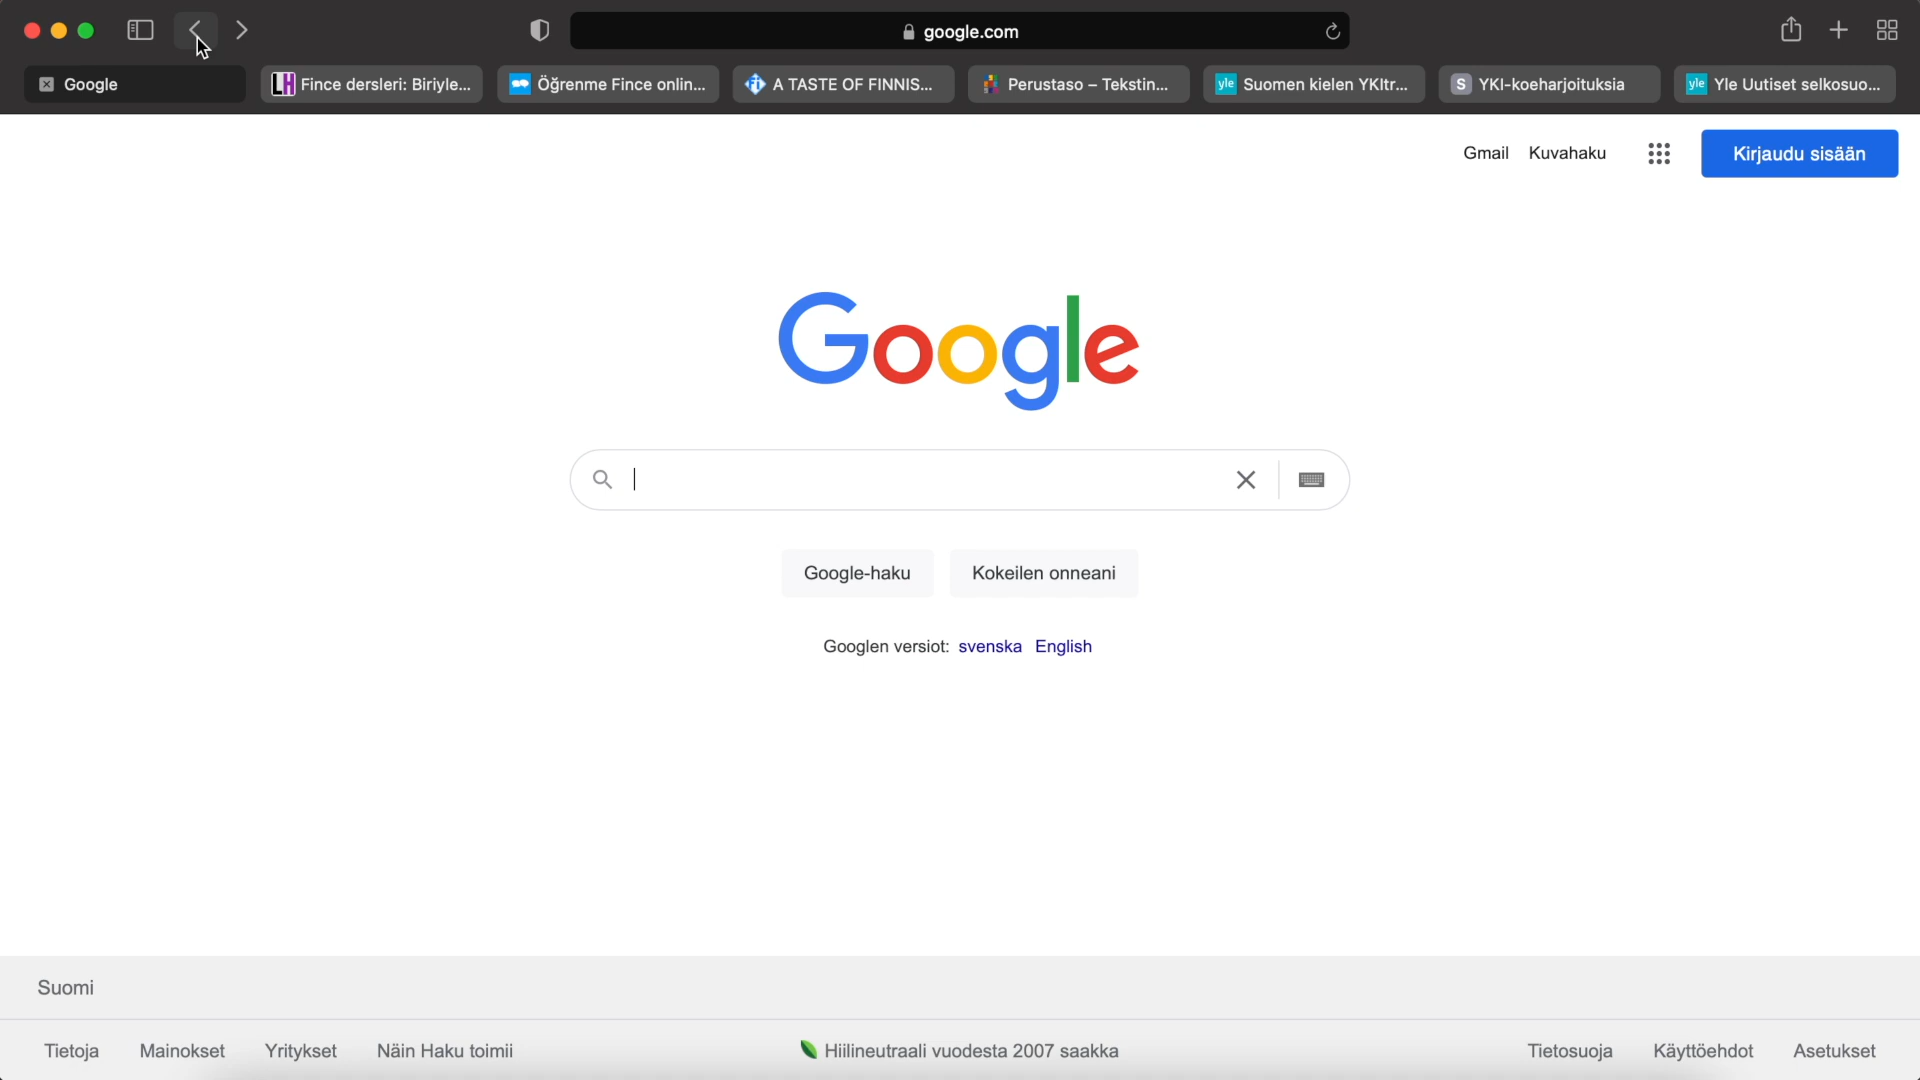 google.com
Google
Fince dersleri: Biriyle...
Öğrenme Fince onlin...
A TASTE OF FINNIS...
Perustaso – Tekstin...
yle Suomen kielen YKItr...
S YKI-koeharjoituksia
yle Yle Uutiset selkosuo...
Gmail Kuvahaku
Kirjaudu sisään
Google
Google-haku
Kokeilen onneani
Googlen versiot: svenska English
Suomi
Tietoja Mainokset Yritykset Näin Haku toimii
Hiilineutraali vuodesta 2007 saakka
Tietosuoja Käyttöehdot Asetukset